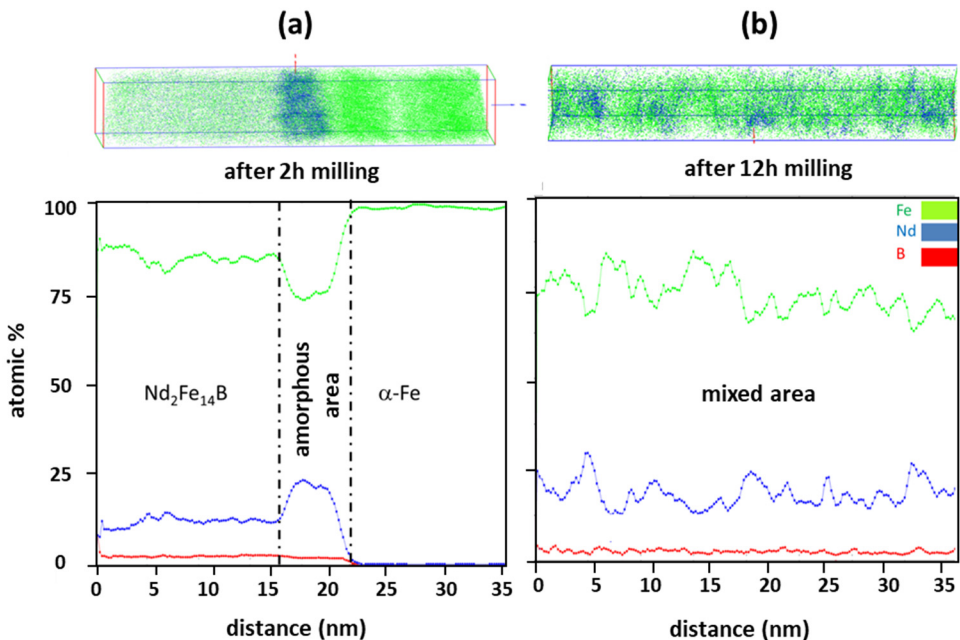 (a)
(b)
after 2h milling
after 12h milling
100
75
50
25
0
atomic %
Nd₂Fe₁₄B
amorphous
area
α-Fe
0 5 10 15 20 25 30 35
distance (nm)
Fe
Nd
B
mixed area
0 5 10 15 20 25 30 35
distance (nm)